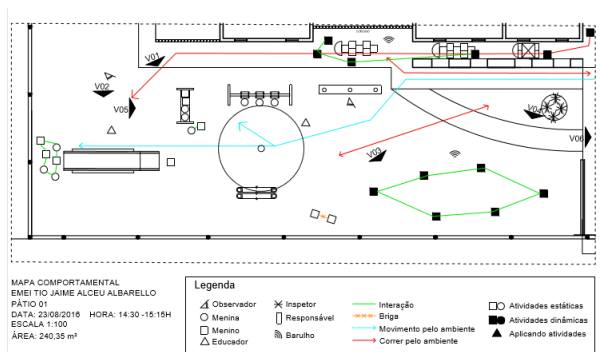 CORREDOR
V01
V02
V05
V04
V06
V03
MAPA COMPORTAMENTAL
EMEI TIO JAIME ALCEU ALBARELLO
PÁTIO 01
DATA: 23/08/2016 HORA: 14:30 -15:15H
ESCALA 1:100
ÁREA: 240,35 m²
Legenda
Observador
Menina
Menino
Educador
Inspetor
Responsável
Barulho
Interação
Briga
Movimento pelo ambiente
Correr pelo ambiente
Atividades estáticas
Atividades dinâmicas
Aplicando atividades